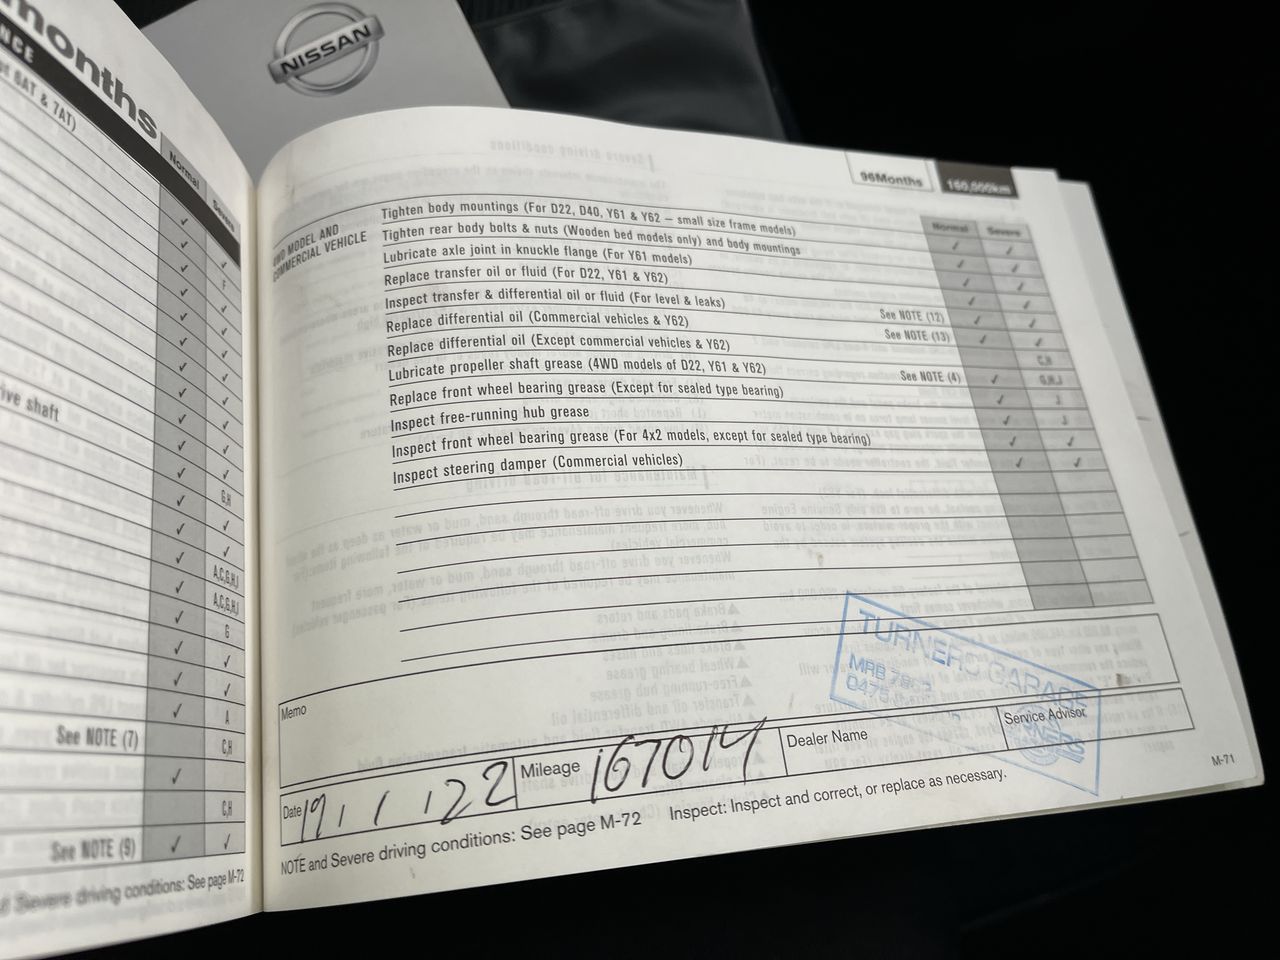 NISSAN
months
NCE
of 6AT & 7AT)
Normal
Severe
F
ive shaft
G,H
A,C,G,H,I
A,C,G,H,I
G
A
See NOTE (7)
C,H
C,H
See NOTE (9)
Severe driving conditions: See page M-72
96Months
160,000km
Normal
Severe
4WD MODEL AND
COMMERCIAL VEHICLE
Tighten body mountings (For D22, D40, Y61 & Y62 – small size frame models)
Tighten rear body bolts & nuts (Wooden bed models only) and body mountings
Lubricate axle joint in knuckle flange (For Y61 models)
Replace transfer oil or fluid (For D22, Y61 & Y62)
Inspect transfer & differential oil or fluid (For level & leaks)
Replace differential oil (Commercial vehicles & Y62) See NOTE (12)
Replace differential oil (Except commercial vehicles & Y62) See NOTE (13)
Lubricate propeller shaft grease (4WD models of D22, Y61 & Y62) C,H
Replace front wheel bearing grease (Except for sealed type bearing) See NOTE (4) G,H,J
Inspect free-running hub grease J
Inspect front wheel bearing grease (For 4x2 models, except for sealed type bearing) J
Inspect steering damper (Commercial vehicles)
Memo
TURNERS GARAGE
MRB
0475
Date 19 / 1 / 22 Mileage 167014 Dealer Name Service Advisor
NOTE and Severe driving conditions: See page M-72 Inspect: Inspect and correct, or replace as necessary.
M-71